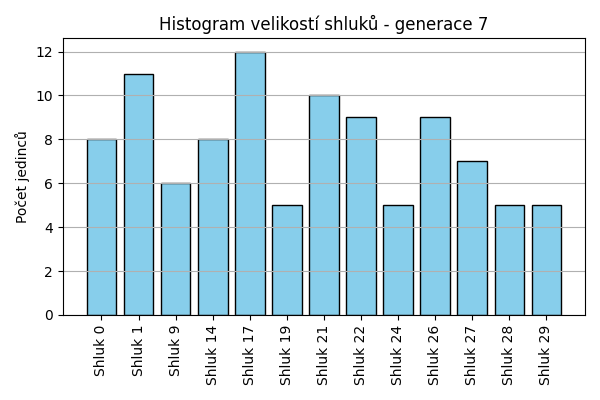 Histogram velikostí shluků - generace 7
Počet jedinců
12
10
8
6
4
2
0
Shluk 0
Shluk 1
Shluk 9
Shluk 14
Shluk 17
Shluk 19
Shluk 21
Shluk 22
Shluk 24
Shluk 26
Shluk 27
Shluk 28
Shluk 29